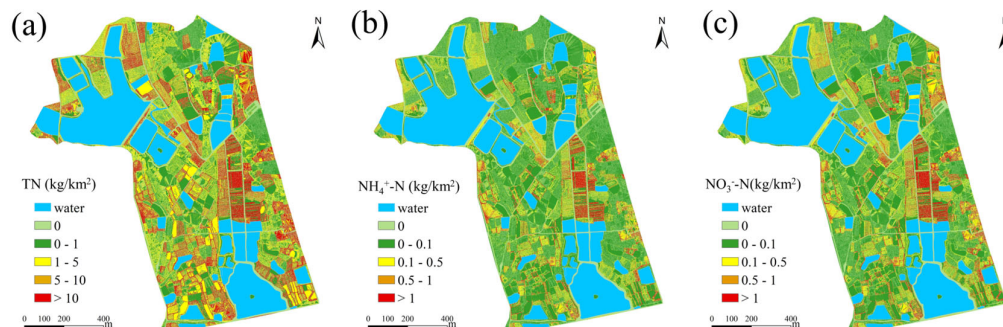 (a)
N
TN (kg/km²)
water
0
0 - 1
1 - 5
5 - 10
> 10
0 100 200 400
m
(b)
N
NH₄⁺-N (kg/km²)
water
0
0 - 0.1
0.1 - 0.5
0.5 - 1
> 1
0 100 200 400
m
(c)
N
NO₃⁻-N(kg/km²)
water
0
0 - 0.1
0.1 - 0.5
0.5 - 1
> 1
0 100 200 400
m